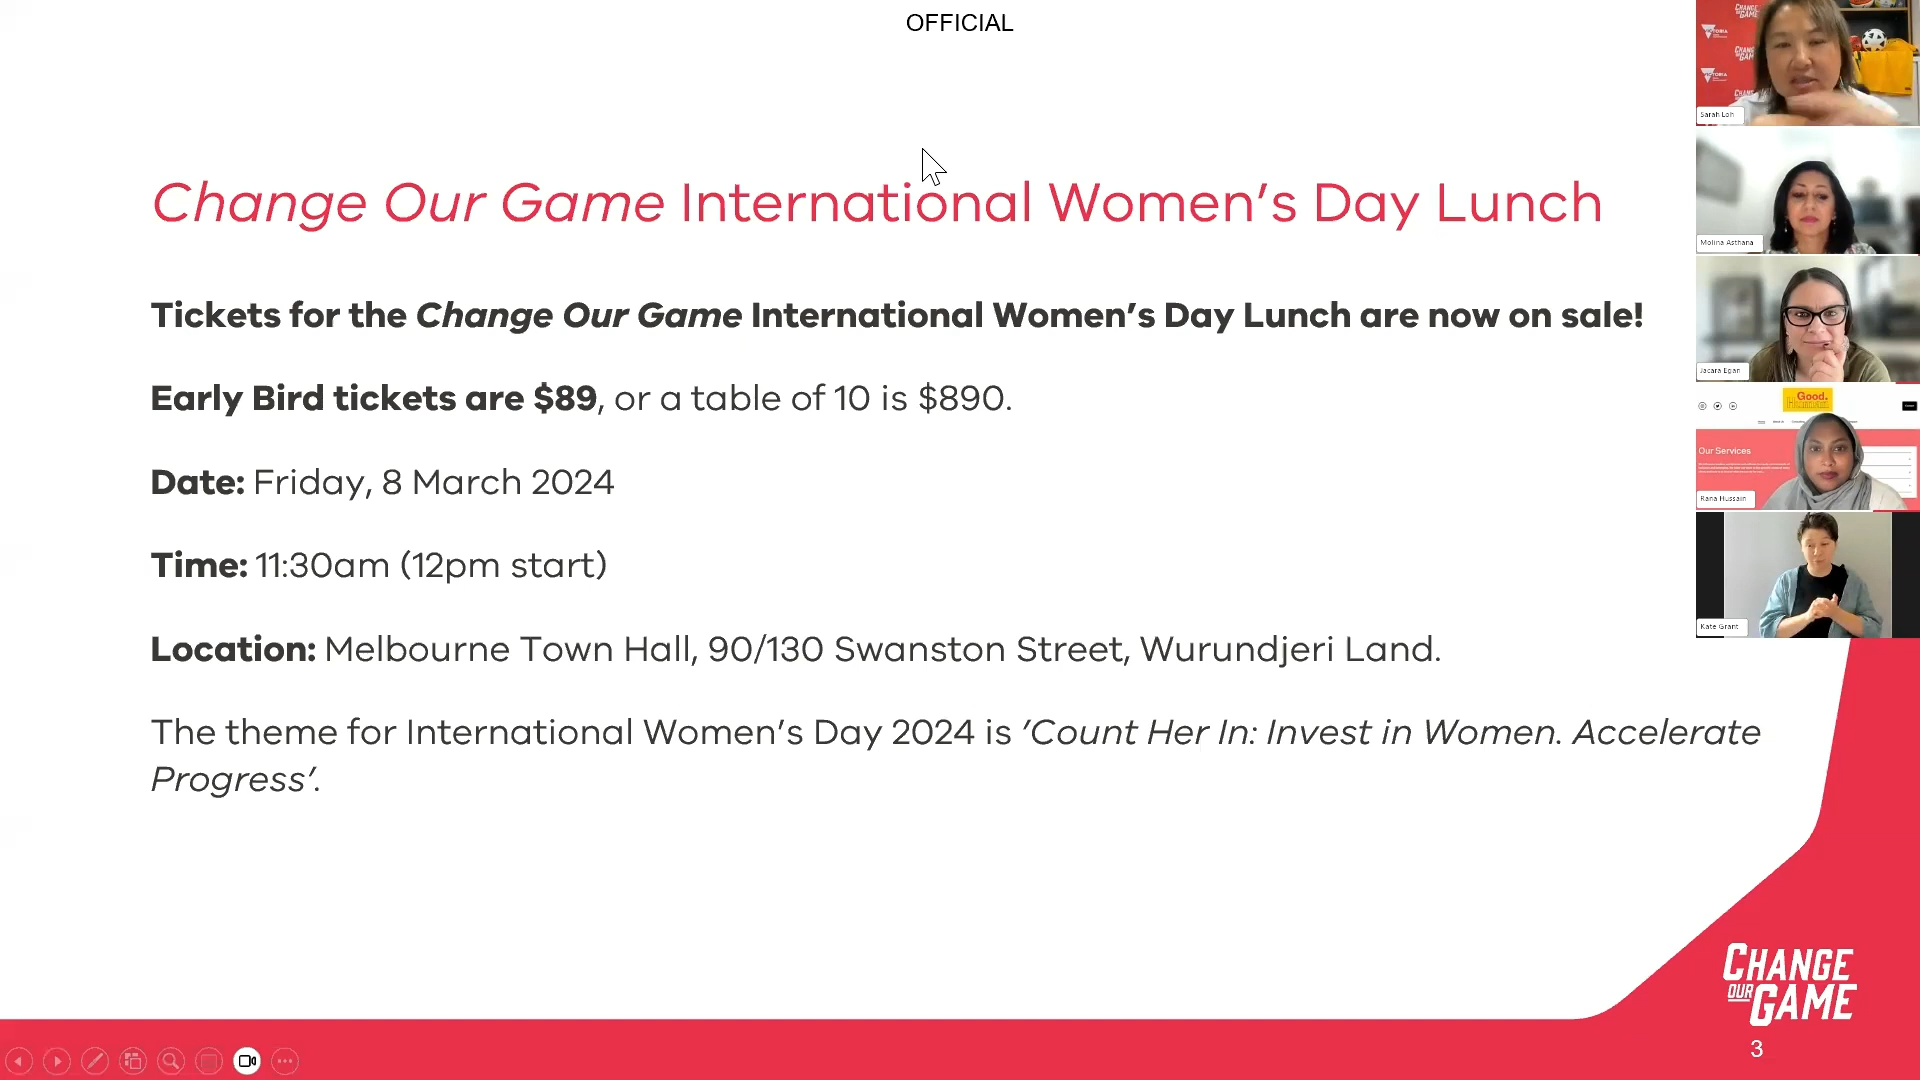 OFFICIAL
Change Our Game International Women's Day Lunch
Tickets for the Change Our Game International Women's Day Lunch are now on sale!
Early Bird tickets are $89, or a table of 10 is $890.
Date: Friday, 8 March 2024
Time: 11:30am (12pm start)
Location: Melbourne Town Hall, 90/130 Swanston Street, Wurundjeri Land.
The theme for International Women's Day 2024 is 'Count Her In: Invest in Women. Accelerate
Progress'.
Sarah Loh
Molina Asthana
Jacara Egan
Good.
Human
Our Services
Rana Hussain
Kate Grant
CHANGE
OUR GAME
3